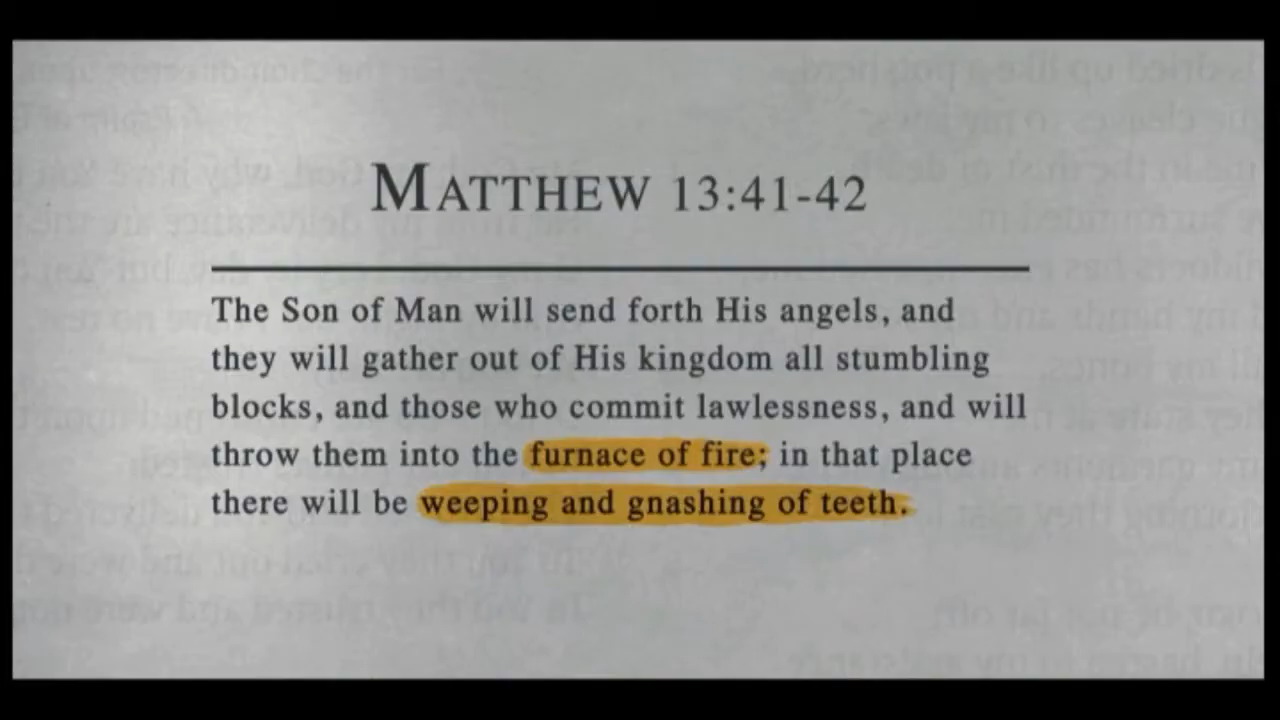 MATTHEW 13:41-42
The Son of Man will send forth His angels, and
they will gather out of His kingdom all stumbling
blocks, and those who commit lawlessness, and will
throw them into the furnace of fire; in that place
there will be weeping and gnashing of teeth.